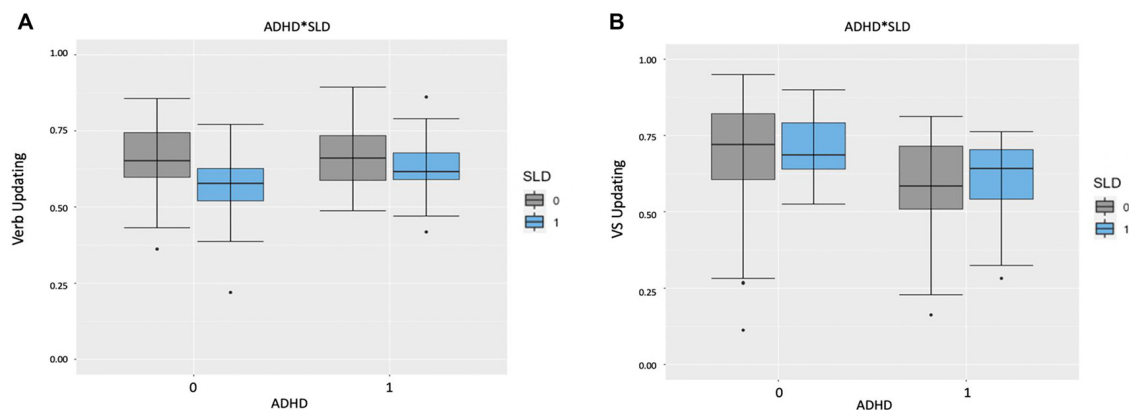 A
ADHD*SLD
1.00
0.75
0.50
0.25
0.00
Verb Updating
0
1
ADHD
SLD
0
1
B
ADHD*SLD
1.00
0.75
0.50
0.25
0.00
VS Updating
0
1
ADHD
SLD
0
1